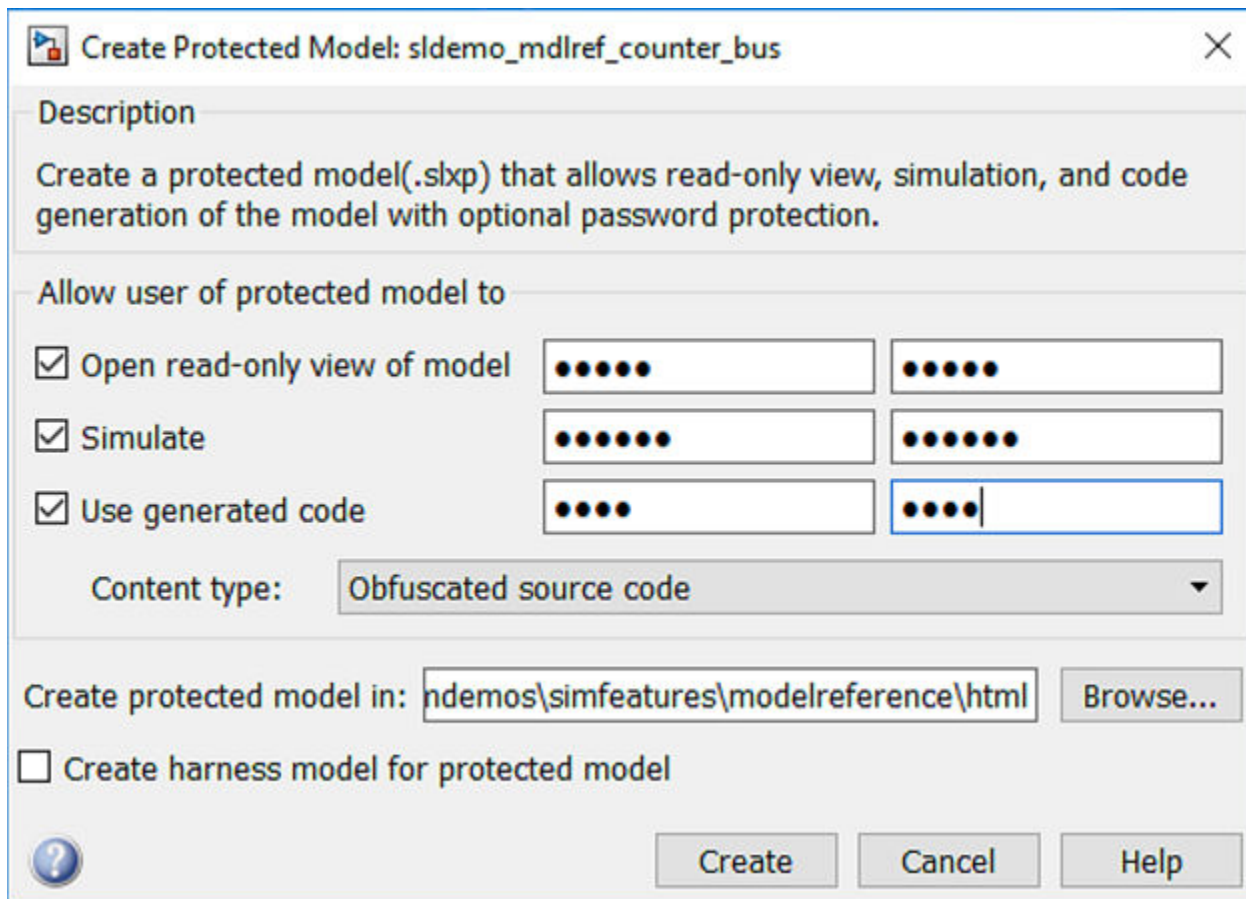 Create Protected Model: sldemo_mdlref_counter_bus
Description
Create a protected model(.slxp) that allows read-only view, simulation, and code
generation of the model with optional password protection.
Allow user of protected model to
Open read-only view of model ••••• •••••
Simulate •••••• ••••••
Use generated code •••• ••••
Content type: Obfuscated source code
Create protected model in: ndemos\simfeatures\modelreference\html Browse...
Create harness model for protected model
? Create Cancel Help